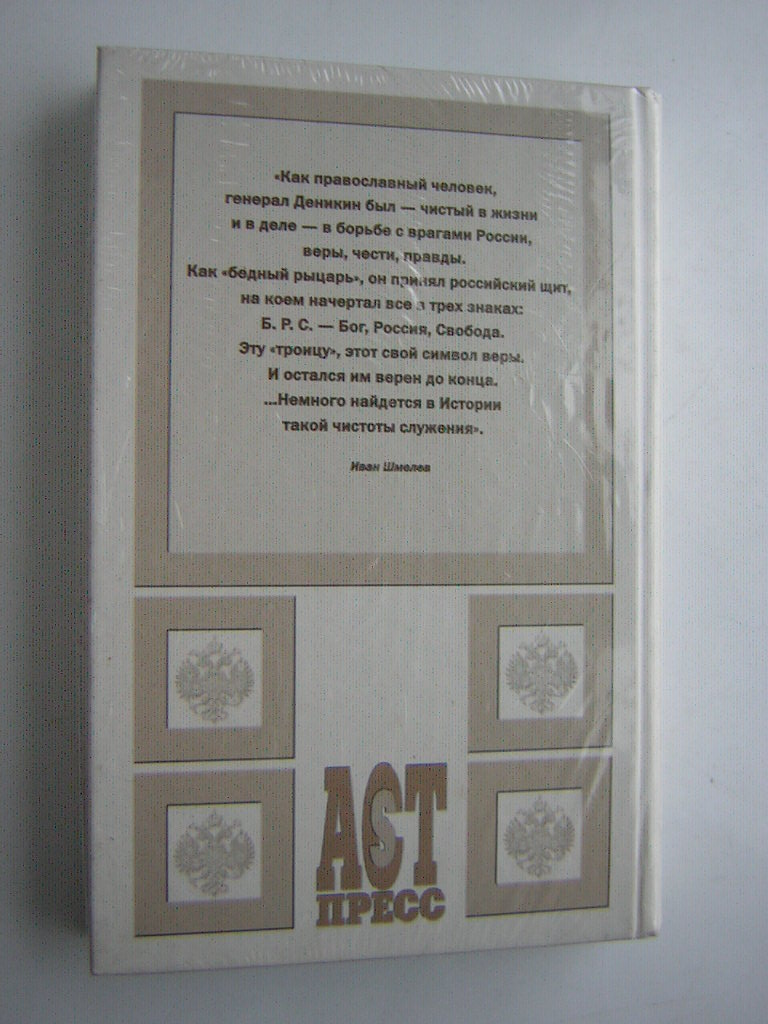 «Как православный человек,
генерал Деникин был — чистый в жизни
и в деле — в борьбе с врагами России,
веры, чести, правды.
Как «бедный рыцарь», он принял российский щит,
на коем начертал все в трех знаках:
Б. Р. С. — Бог, Россия, Свобода.
Эту «троицу», этот свой символ веры.
И остался им верен до конца.
...Немного найдется в Истории
такой чистоты служения».
Иван Шмелев
АСТ
ПРЕСС